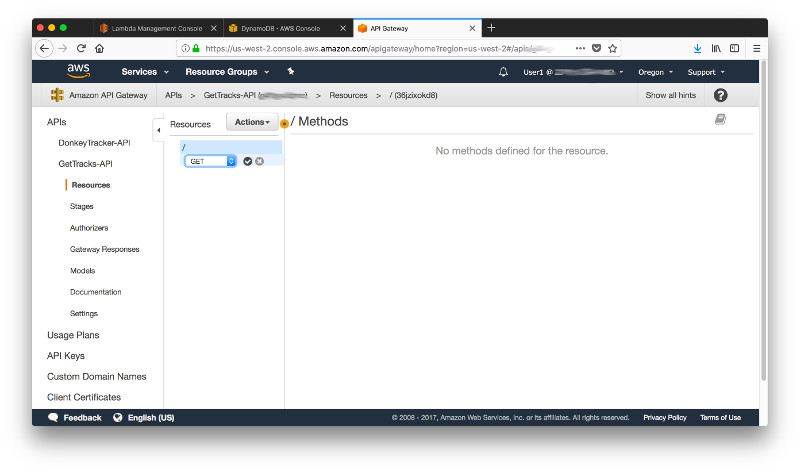 Lambda Management Console
DynamoDB - AWS Console
API Gateway
https://us-west-2.console.aws.amazon.com/apigateway/home?region=us-west-2#/apis/
aws
Services
Resource Groups
User1 @
Oregon
Support
Amazon API Gateway
APIs > GetTracks-API ( ) > Resources > / (36jzixokd8)
Show all hints
?
APIs
DonkeyTracker-API
GetTracks-API
Resources
Stages
Authorizers
Gateway Responses
Models
Documentation
Settings
Usage Plans
API Keys
Custom Domain Names
Client Certificates
Resources
Actions
/
GET
/ Methods
No methods defined for the resource.
Feedback
English (US)
© 2008 - 2017, Amazon Web Services, Inc. or its affiliates. All rights reserved.
Privacy Policy
Terms of Use